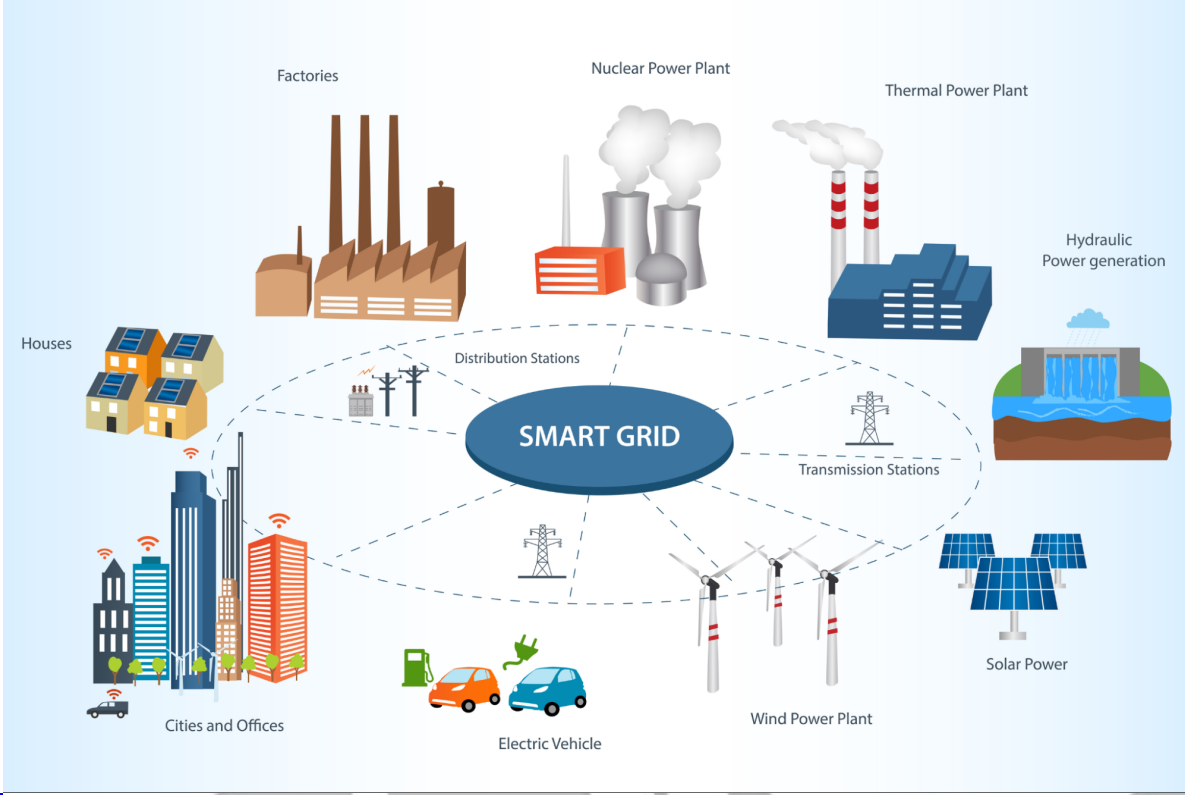 Factories
Nuclear Power Plant
Thermal Power Plant
Hydraulic
Power generation
Houses
Distribution Stations
SMART GRID
Transmission Stations
Solar Power
Wind Power Plant
Cities and Offices
Electric Vehicle